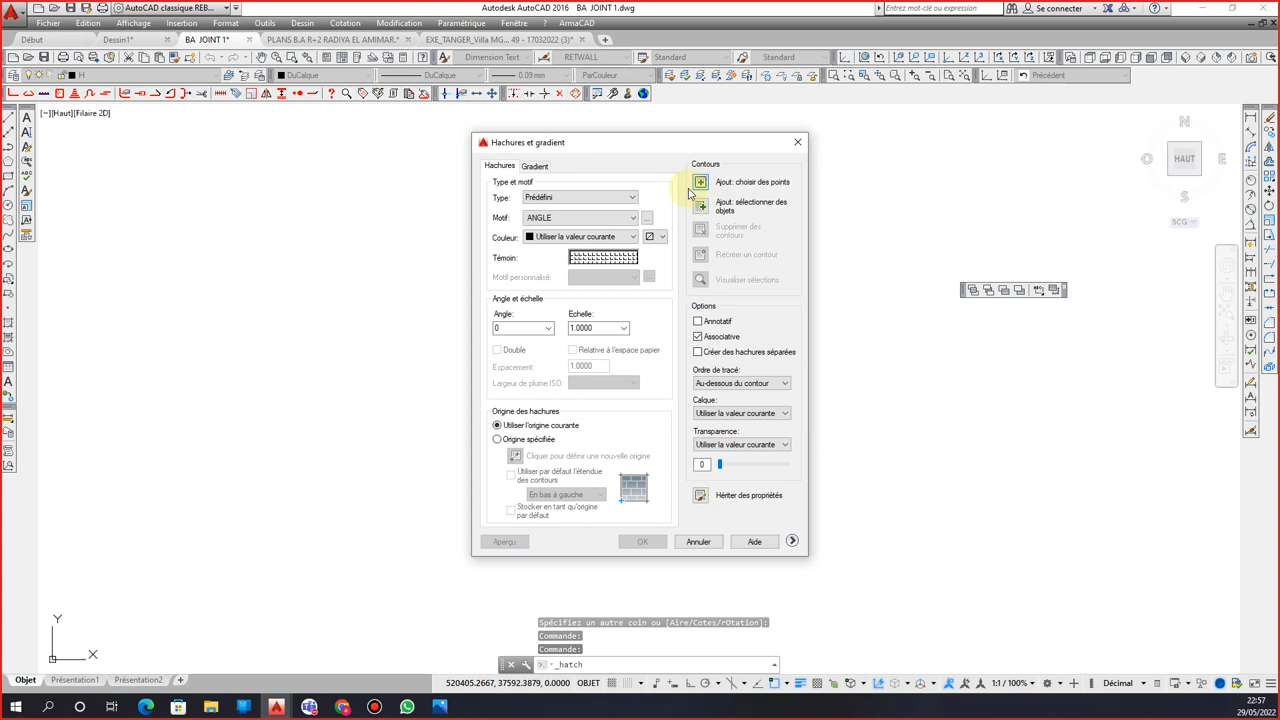 AutoCAD classique REB...
Autodesk AutoCAD 2016   BA  JOINT 1.dwg
Entrez mot-clé ou expression
Se connecter
Fichier Edition Affichage Insertion Format Outils Dessin Cotation Modification Paramétrique Fenêtre ? ArmaCAD
Début
Dessin1*
BA  JOINT 1*
PLANS B.A R+2 RADIYA EL AMIMAR.*
EXE_TANGER_Villa MG... 49 - 17032022 (3)*
Dimension Text
RETWALL
Standard
Standard
H
DuCalque
DuCalque
0.09 mm
ParCouleur
Précédent
[−][Haut][Filaire 2D]
N
O
HAUT
E
S
SCG
Hachures et gradient
Hachures
Gradient
Type et motif
Type:
Prédéfini
Motif:
ANGLE
...
Couleur:
Utiliser la valeur courante
Témoin:
Motif personnalisé:
...
Angle et échelle
Angle:
Echelle:
0
1.0000
Double
Relative à l'espace papier
Espacement:
1.0000
Largeur de plume ISO:
Origine des hachures
Utiliser l'origine courante
Origine spécifiée
Cliquer pour définir une nouvelle origine
Utiliser par défaut l'étendue
des contours
En bas à gauche
Stocker en tant qu'origine
par défaut
Contours
Ajout: choisir des points
Ajout: sélectionner des
objets
Supprimer des
contours
Recréer un contour
Visualiser sélections
Options
Annotatif
Associative
Créer des hachures séparées
Ordre de tracé:
Au-dessous du contour
Calque:
Utiliser la valeur courante
Transparence:
Utiliser la valeur courante
0
Hériter des propriétés
Aperçu
OK
Annuler
Aide
Y
X
Spécifiez un autre coin ou [Aire/Cotes/rOtation]:
Commande:
Commande:
_hatch
Objet
Présentation1
Présentation2
520405.2667, 37592.3879, 0.0000
OBJET
1:1 / 100%
Décimal
22:57
29/05/2022